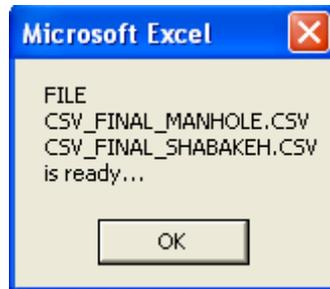 Microsoft Excel
FILE
CSV_FINAL_MANHOLE.CSV
CSV_FINAL_SHABAKEH.CSV
is ready...
OK